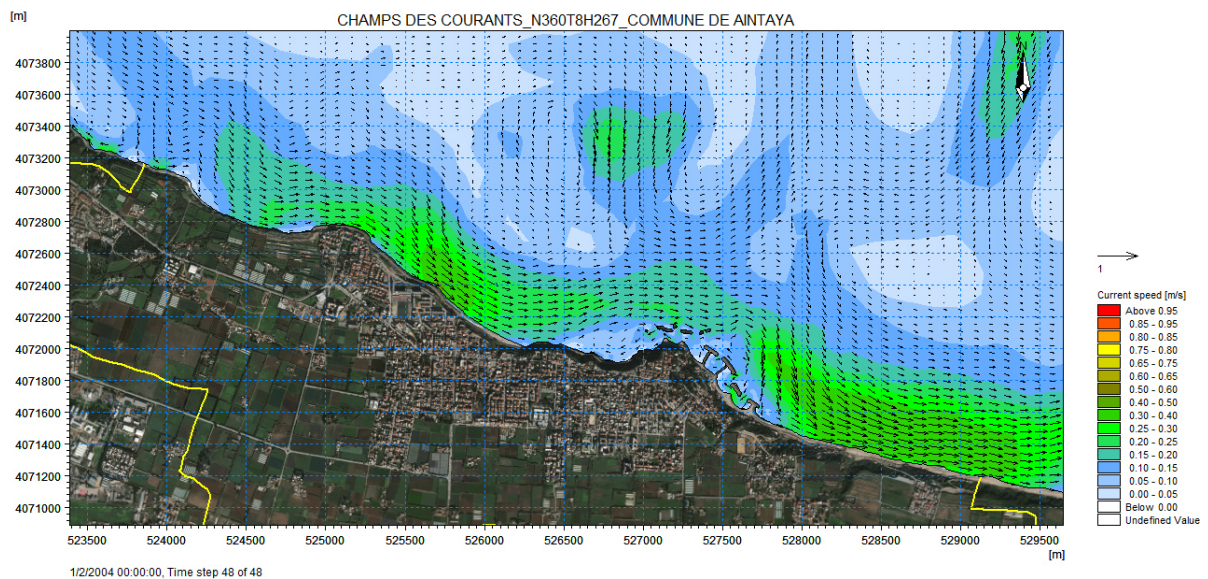 [m]
CHAMPS DES COURANTS_N360T8H267_COMMUNE DE AINTAYA
4073800
4073600
4073400
4073200
4073000
4072800
4072600
4072400
4072200
4072000
4071800
4071600
4071400
4071200
4071000
523500 524000 524500 525000 525500 526000 526500 527000 527500 528000 528500 529000 529500
[m]
1/2/2004 00:00:00, Time step 48 of 48
1
Current speed [m/s]
Above 0.95
0.85 - 0.95
0.80 - 0.85
0.75 - 0.80
0.65 - 0.75
0.60 - 0.65
0.50 - 0.60
0.40 - 0.50
0.30 - 0.40
0.25 - 0.30
0.20 - 0.25
0.15 - 0.20
0.10 - 0.15
0.05 - 0.10
0.00 - 0.05
Below 0.00
Undefined Value